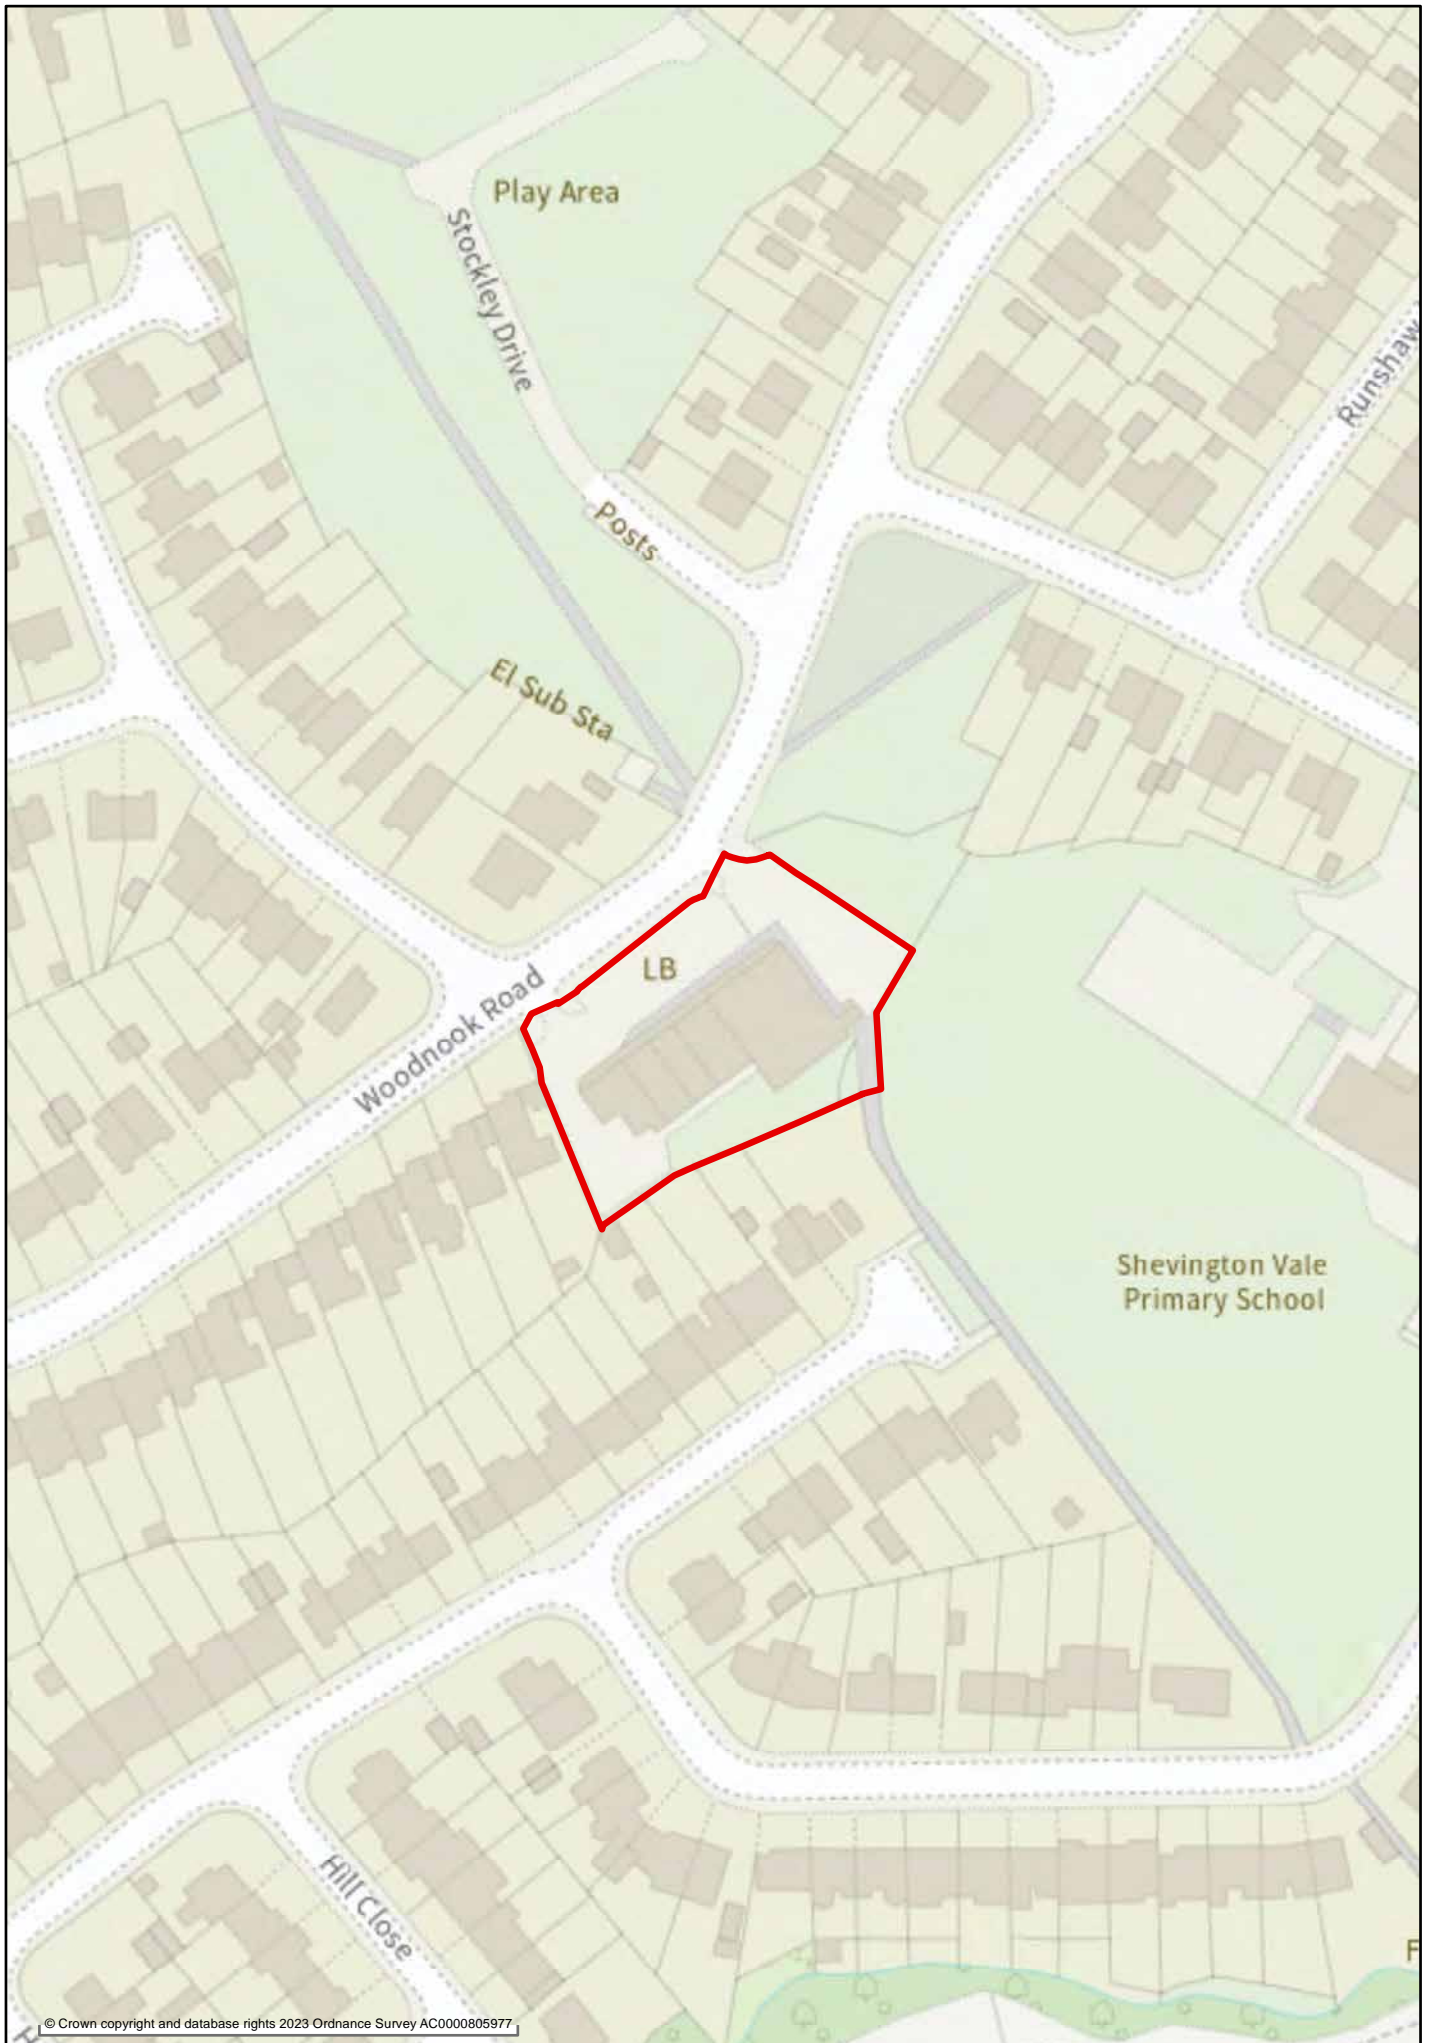 Play Area
Stockley Drive
Runshaw
Posts
El Sub Sta
LB
Woodnook Road
Shevington Vale
Primary School
Hill Close
F
H
© Crown copyright and database rights 2023 Ordnance Survey AC0000805977